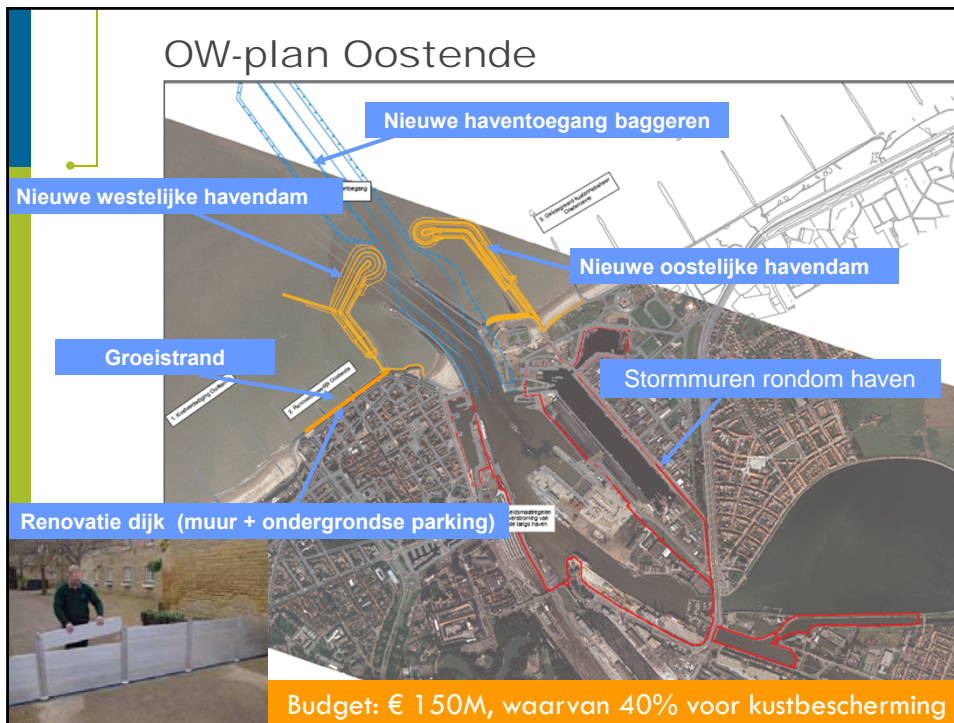 OW-plan Oostende
Nieuwe haventoegang baggeren
Nieuwe westelijke havendam
Nieuwe oostelijke havendam
Groeistrand
Stormmuren rondom haven
Renovatie dijk (muur + ondergrondse parking)
Budget: € 150M, waarvan 40% voor kustbescherming